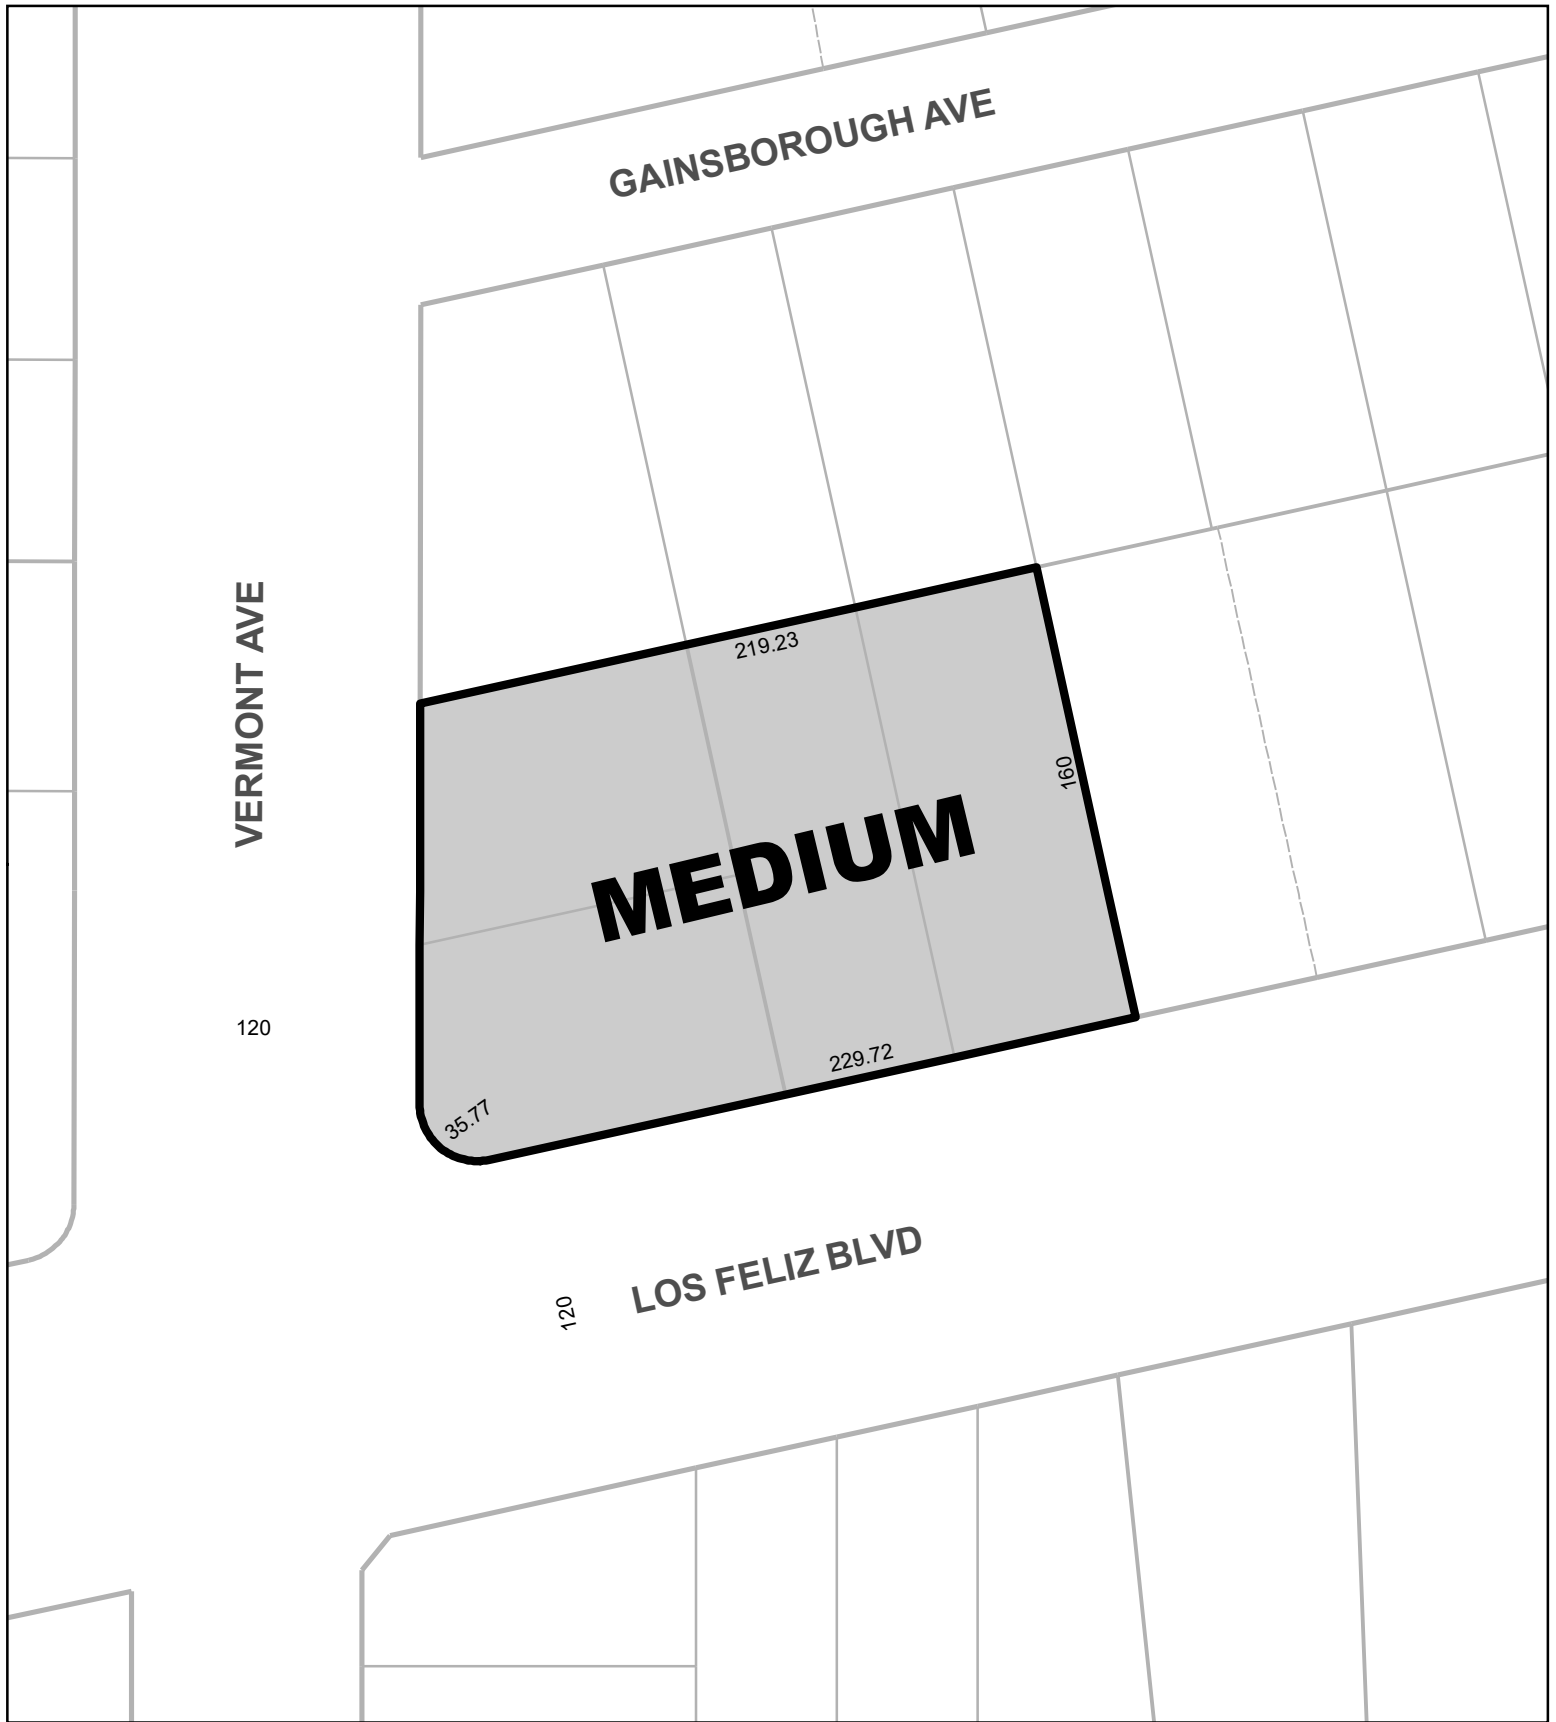 GAINSBOROUGH AVE
VERMONT AVE
219.23
160
MEDIUM
120
229.72
35.77
LOS FELIZ BLVD
120